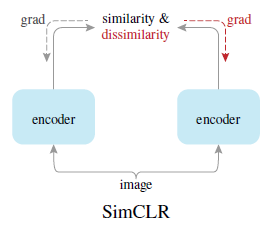 grad
similarity &
dissimilarity
grad
encoder
encoder
image
SimCLR